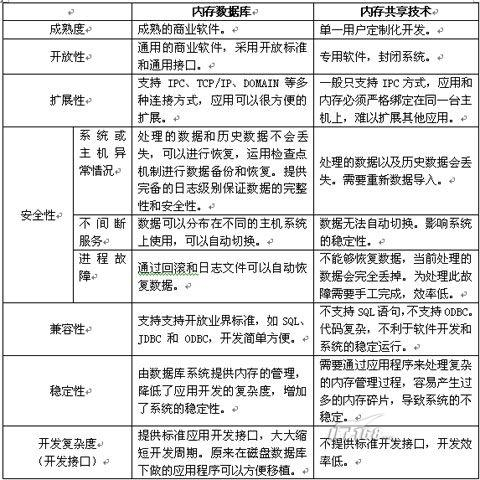 内存数据库 内存共享技术
成熟度 成熟的商业软件。 单一用户定制化开发。
开放性 通用的商业软件，采用开放标准 专用软件，封闭系统。
和通用接口。
扩展性 支持 IPC、TCP/IP、DOMAIN 等多 一般只支持 IPC 方式，应用和
种连接方式，应用可以很方便的 内存必须严格绑定在同一台主
扩展。 机上，难以扩展其他应用。
安全性
系统或 处理的数据和历史数据不会丢 处理的数据以及历史数据会丢
主机异 失，可以进行恢复，运用检查点 失。需要重新数据导入。
常情况 机制进行数据备份和恢复。提供
完备的日志级别保证数据的完整
性和安全性。
不间断 数据可以分布在不同的主机系统 数据无法自动切换。影响系统
服务 上使用，可以自动切换。 的稳定性。
进程故 通过回滚和日志文件可以自动 不能够恢复数据，当前处理的
障 恢复数据。 数据会完全丢掉。为处理此故
障需要手工完成，效率低。
兼容性 支持支持开放业界标准，如 SQL、 不支持 SQL 语句，不支持 ODBC。
JDBC 和 ODBC，开发简单方便。 代码复杂，不利于软件开发和
系统的稳定运行。
稳定性 由数据库系统提供内存的管理， 需要通过应用程序来处理复杂
降低了应用开发的复杂度，增加 的内存管理过程，容易产生过
了系统的稳定性。 多的内存碎片，导致系统的不
稳定。
开发复杂度 提供标准应用开发接口，大大缩 不提供标准开发接口，开发效
（开发接口） 短开发周期。原来在磁盘数据库 率低。
下做的应用程序可以方便移植。